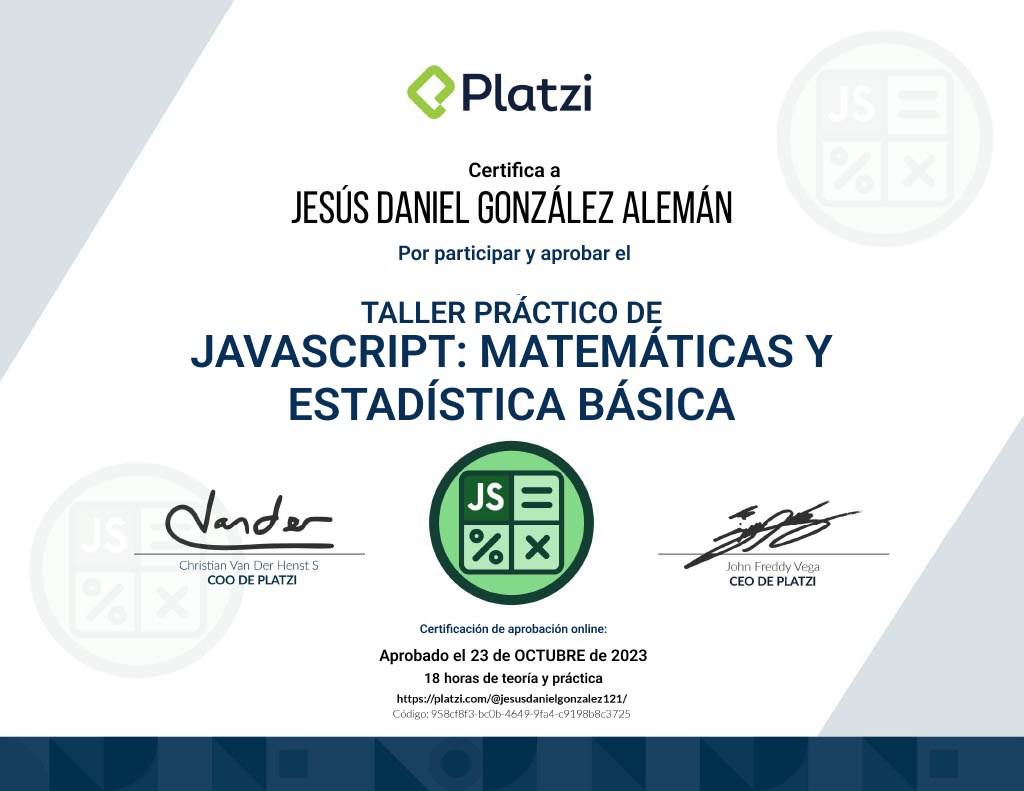 Platzi
Certifica a
JESÚS DANIEL GONZÁLEZ ALEMÁN
Por participar y aprobar el
TALLER PRÁCTICO DE
JAVASCRIPT: MATEMÁTICAS Y
ESTADÍSTICA BÁSICA
JS
JS
JS
Christian Van Der Henst S
COO DE PLATZI
John Freddy Vega
CEO DE PLATZI
Certificación de aprobación online:
Aprobado el 23 de OCTUBRE de 2023
18 horas de teoría y práctica
https://platzi.com/@jesusdanielgonzalez121/
Código: 958cf8f3-bc0b-4649-9fa4-c9198b8c3725